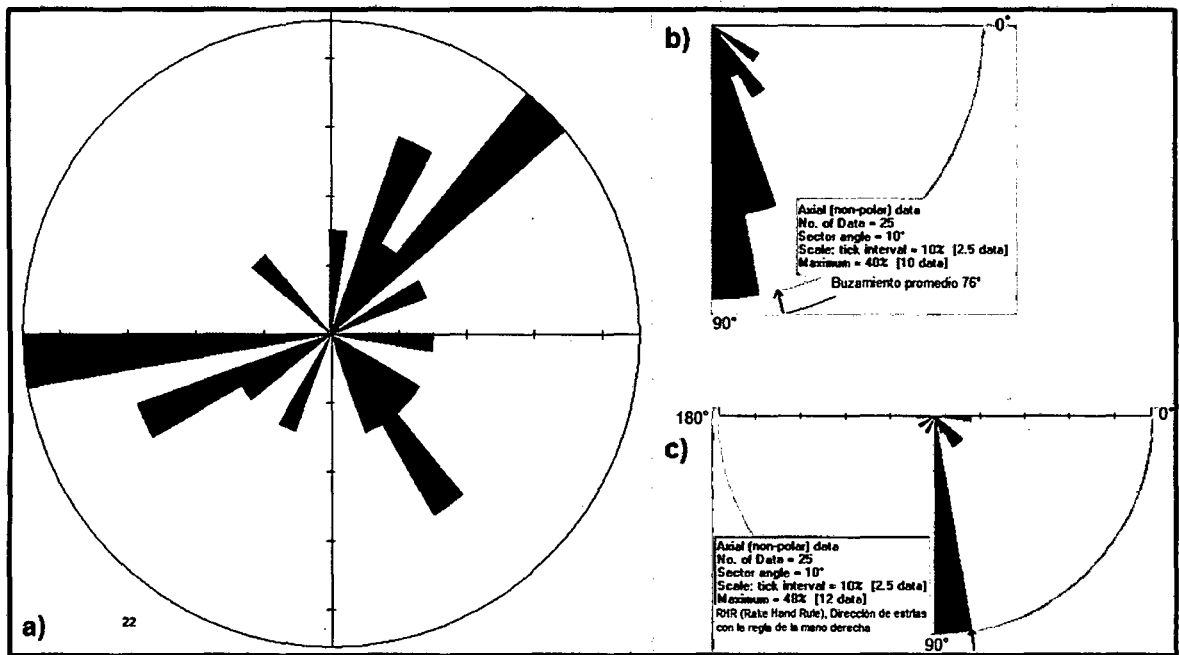 a)
22
b)
0°
Axial (non-polar) data
No. of Data = 25
Sector angle = 10°
Scale: tick interval = 10% [2.5 data]
Maximum = 40% [10 data]
Buzamiento promedio 76°
90°
180°
0°
c)
Axial (non-polar) data
No. of Data = 25
Sector angle = 10°
Scale: tick interval = 10% [2.5 data]
Maximum = 48% [12 data]
RHR (Rake Hand Rule), Dirección de estrias
con la regla de la mano derecha
90°